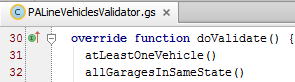 PALineVehiclesValidator.gs ×
30 override function doValidate() {
31 atLeastOneVehicle()
32 allGaragesInSameState()